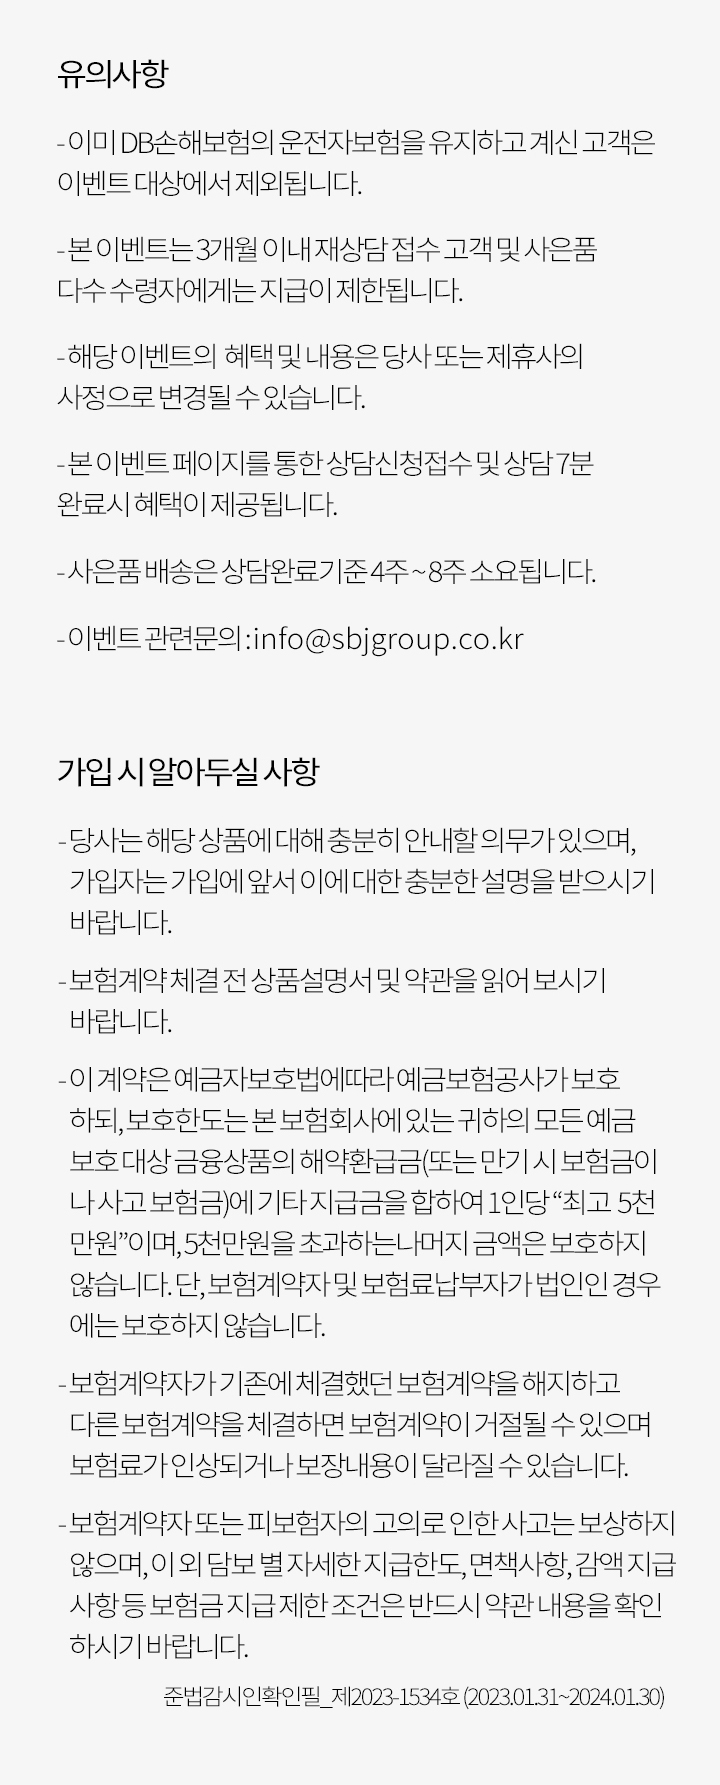 유의사항
- 이미 DB손해보험의 운전자보험을 유지하고 계신 고객은
이벤트 대상에서 제외됩니다.
- 본 이벤트는 3개월 이내 재상담 접수 고객 및 사은품
다수 수령자에게는 지급이 제한됩니다.
- 해당 이벤트의 혜택 및 내용은 당사 또는 제휴사의
사정으로 변경될 수 있습니다.
- 본 이벤트 페이지를 통한 상담신청접수 및 상담 7분
완료시 혜택이 제공됩니다.
- 사은품 배송은 상담완료기준 4주 ~ 8주 소요됩니다.
- 이벤트 관련문의 : info@sbjgroup.co.kr
가입 시 알아두실 사항
- 당사는 해당 상품에 대해 충분히 안내할 의무가 있으며,
가입자는 가입에 앞서 이에 대한 충분한 설명을 받으시기
바랍니다.
- 보험계약 체결 전 상품설명서 및 약관을 읽어 보시기
바랍니다.
- 이 계약은 예금자보호법에따라 예금보험공사가 보호
하되, 보호한도는 본 보험회사에 있는 귀하의 모든 예금
보호 대상 금융상품의 해약환급금(또는 만기 시 보험금이
나 사고 보험금)에 기타 지급금을 합하여 1인당 “최고 5천
만원”이며, 5천만원을 초과하는나머지 금액은 보호하지
않습니다. 단, 보험계약자 및 보험료납부자가 법인인 경우
에는 보호하지 않습니다.
- 보험계약자가 기존에 체결했던 보험계약을 해지하고
다른 보험계약을 체결하면 보험계약이 거절될 수 있으며
보험료가 인상되거나 보장내용이 달라질 수 있습니다.
- 보험계약자 또는 피보험자의 고의로 인한 사고는 보상하지
않으며, 이 외 담보 별 자세한 지급한도, 면책사항, 감액 지급
사항 등 보험금 지급 제한 조건은 반드시 약관 내용을 확인
하시기 바랍니다.
준법감시인확인필_제2023-1534호 (2023.01.31~2024.01.30)